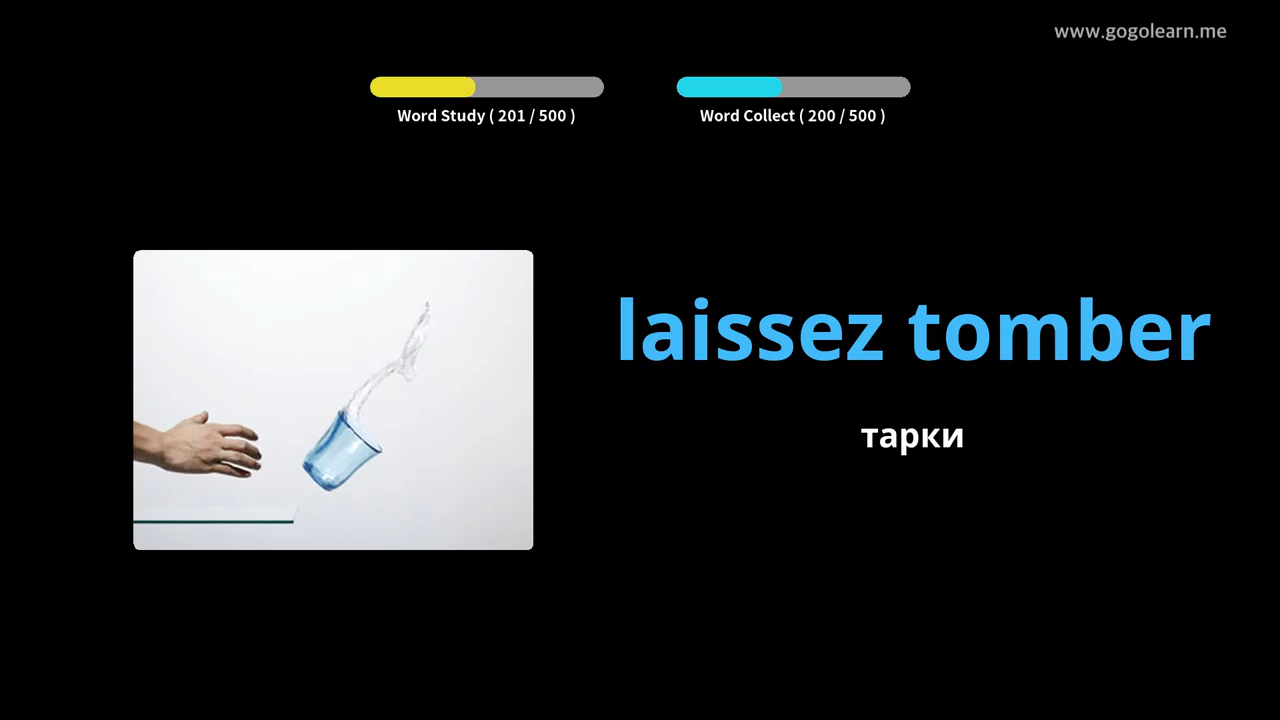 www.gogolearn.me
Word Study ( 201 / 500 )
Word Collect ( 200 / 500 )
laissez tomber
тарки